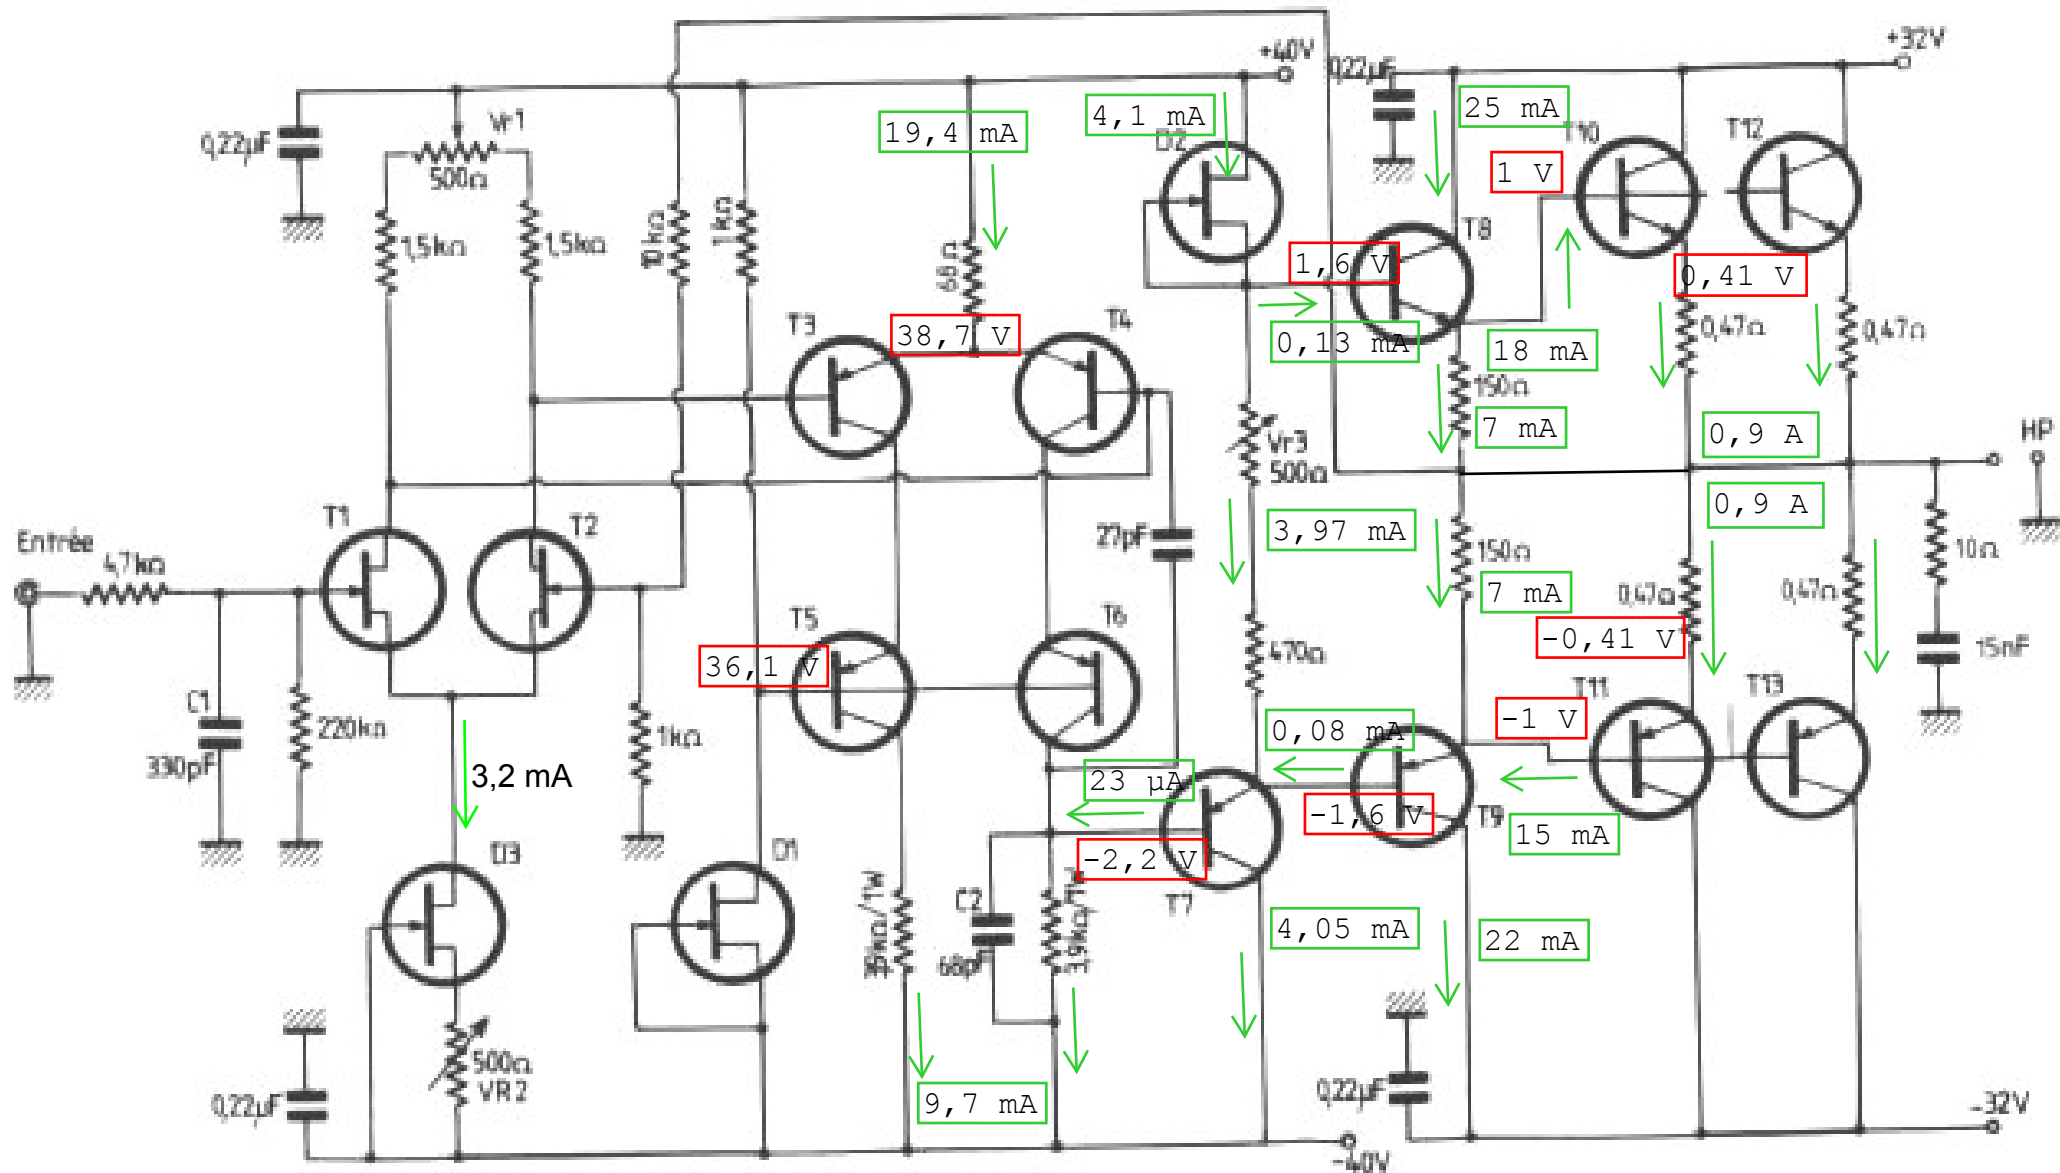 +40V
+32V
0,22µF
0,22µF
Vr1
500Ω
19,4 mA
4,1 mA
D2
25 mA
T10
T12
1 V
1,5kΩ
1,5kΩ
10kΩ
1kΩ
68Ω
T8
1,6 V
0,41 V
T3
38,7 V
T4
0,13 mA
18 mA
0,47Ω
0,47Ω
150Ω
Vr3
500Ω
7 mA
0,9 A
HP
T1
T2
3,97 mA
0,9 A
Entrée
4,7kΩ
27pF
150Ω
10Ω
7 mA
0,47Ω
0,47Ω
T5
T6
36,1 V
470Ω
-0,41 V
15nF
C1
330pF
220kΩ
1kΩ
0,08 mA
-1 V
T11
T13
3,2 mA
23 µA
-1,6 V
T9
15 mA
D3
D1
-2,2 V
T7
C2
68pF
3,9kΩ/1W
4,05 mA
22 mA
500Ω
VR2
0,22µF
9,7 mA
0,22µF
-32V
-40V